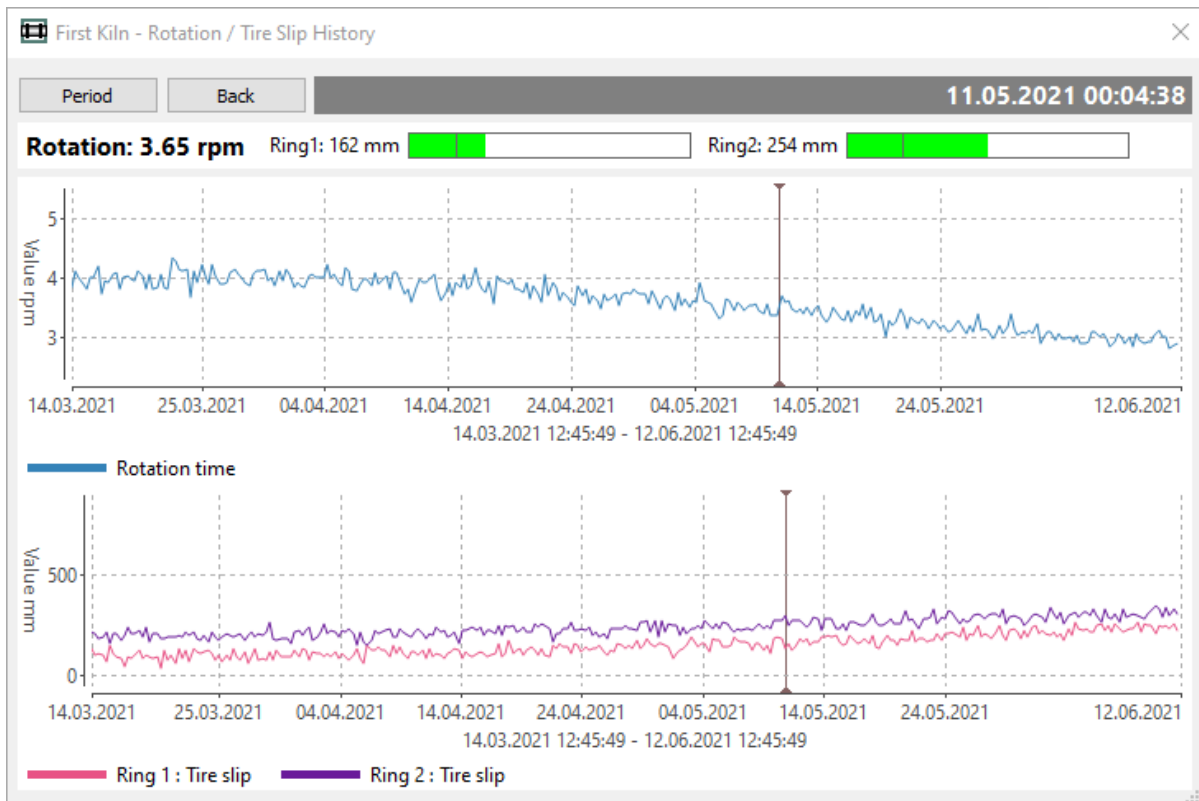 First Kiln - Rotation / Tire Slip History
Period Back 11.05.2021 00:04:38
Rotation: 3.65 rpm Ring1: 162 mm Ring2: 254 mm
Value rpm
5
4
3
14.03.2021 25.03.2021 04.04.2021 14.04.2021 24.04.2021 04.05.2021 14.05.2021 24.05.2021 12.06.2021
14.03.2021 12:45:49 - 12.06.2021 12:45:49
Rotation time
Value mm
500
0
14.03.2021 25.03.2021 04.04.2021 14.04.2021 24.04.2021 04.05.2021 14.05.2021 24.05.2021 12.06.2021
14.03.2021 12:45:49 - 12.06.2021 12:45:49
Ring 1 : Tire slip Ring 2 : Tire slip